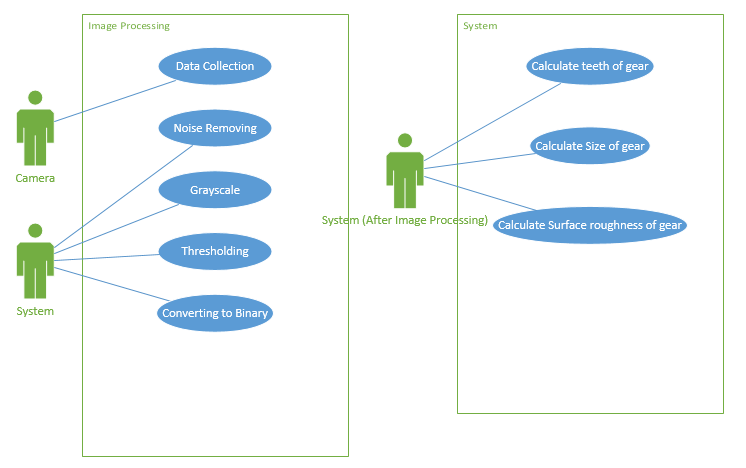 Image Processing
Data Collection
Noise Removing
Grayscale
Thresholding
Converting to Binary
Camera
System
System
Calculate teeth of gear
Calculate Size of gear
Calculate Surface roughness of gear
System (After Image Processing)